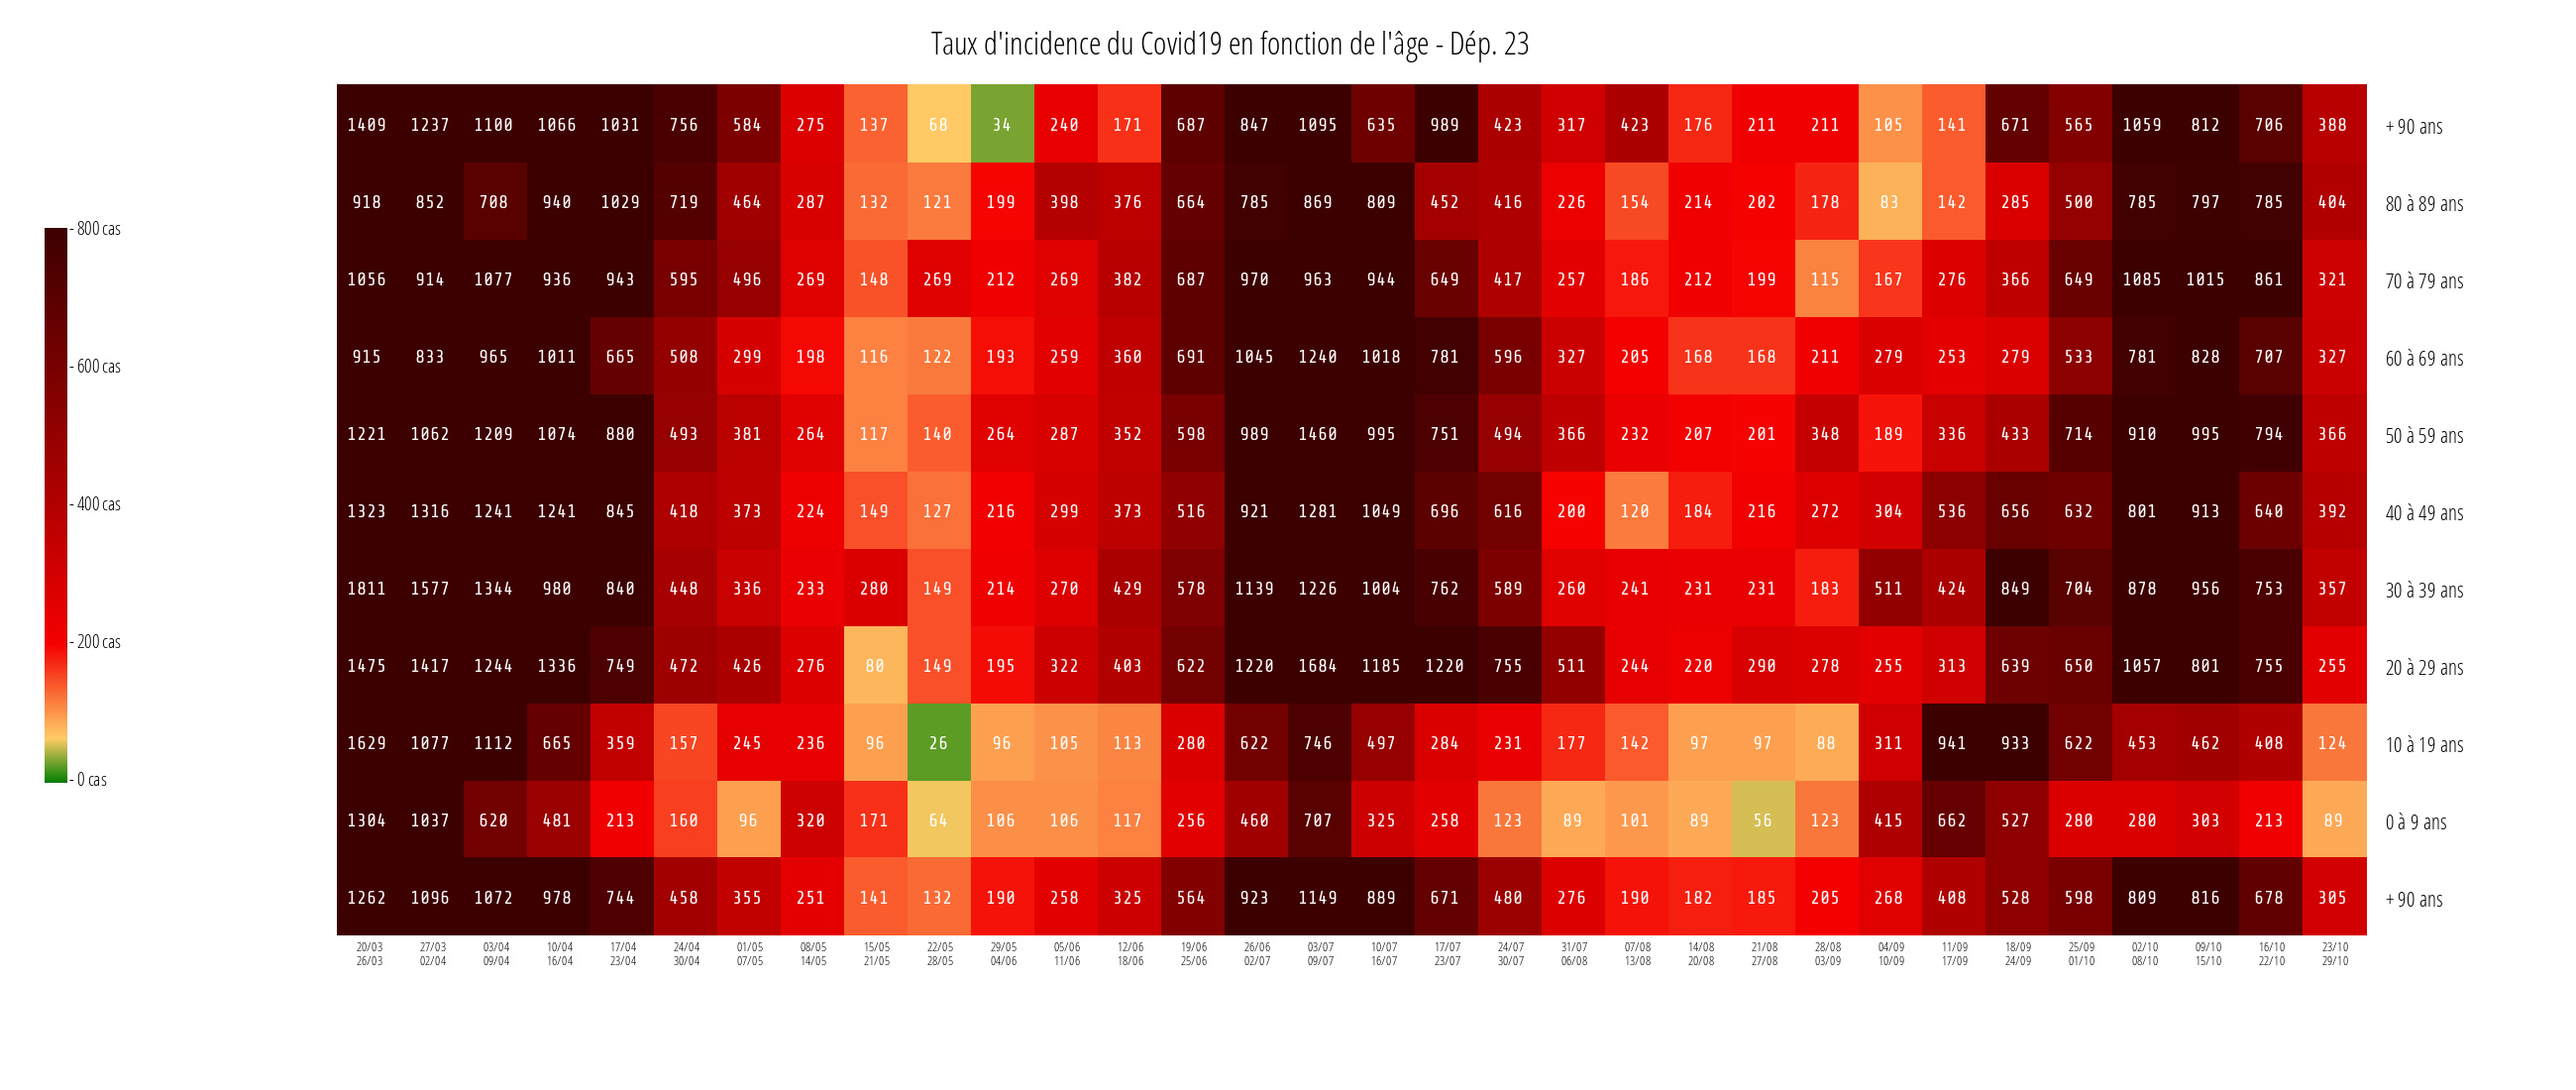 Taux d'incidence du Covid19 en fonction de l'âge - Dép. 23
- 800 cas
- 600 cas
- 400 cas
- 200 cas
- 0 cas
1409 1237 1100 1066 1031 756 584 275 137 68 34 240 171 687 847 1095 635 989 423 317 423 176 211 211 105 141 671 565 1059 812 706 388 + 90 ans
918 852 708 940 1029 719 464 287 132 121 199 398 376 664 785 869 809 452 416 226 154 214 202 178 83 142 285 500 785 797 785 404 80 à 89 ans
1056 914 1077 936 943 595 496 269 148 269 212 269 382 687 970 963 944 649 417 257 186 212 199 115 167 276 366 649 1085 1015 861 321 70 à 79 ans
915 833 965 1011 665 508 299 198 116 122 193 259 360 691 1045 1240 1018 781 596 327 205 168 168 211 279 253 279 533 781 828 707 327 60 à 69 ans
1221 1062 1209 1074 880 493 381 264 117 140 264 287 352 598 989 1460 995 751 494 366 232 207 201 348 189 336 433 714 910 995 794 366 50 à 59 ans
1323 1316 1241 1241 845 418 373 224 149 127 216 299 373 516 921 1281 1049 696 616 200 120 184 216 272 304 536 656 632 801 913 640 392 40 à 49 ans
1811 1577 1344 980 840 448 336 233 280 149 214 270 429 578 1139 1226 1004 762 589 260 241 231 231 183 511 424 849 704 878 956 753 357 30 à 39 ans
1475 1417 1244 1336 749 472 426 276 80 149 195 322 403 622 1220 1684 1185 1220 755 511 244 220 290 278 255 313 639 650 1057 801 755 255 20 à 29 ans
1629 1077 1112 665 359 157 245 236 96 26 96 105 113 280 622 746 497 284 231 177 142 97 97 88 311 941 933 622 453 462 408 124 10 à 19 ans
1304 1037 620 481 213 160 96 320 171 64 106 106 117 256 460 707 325 258 123 89 101 89 56 123 415 662 527 280 280 303 213 89 0 à 9 ans
1262 1096 1072 978 744 458 355 251 141 132 190 258 325 564 923 1149 889 671 480 276 190 182 185 205 268 408 528 598 809 816 678 305 + 90 ans
20/03 27/03 03/04 10/04 17/04 24/04 01/05 08/05 15/05 22/05 29/05 05/06 12/06 19/06 26/06 03/07 10/07 17/07 24/07 31/07 07/08 14/08 21/08 28/08 04/09 11/09 18/09 25/09 02/10 09/10 16/10 23/10
26/03 02/04 09/04 16/04 23/04 30/04 07/05 14/05 21/05 28/05 04/06 11/06 18/06 25/06 02/07 09/07 16/07 23/07 30/07 06/08 13/08 20/08 27/08 03/09 10/09 17/09 24/09 01/10 08/10 15/10 22/10 29/10